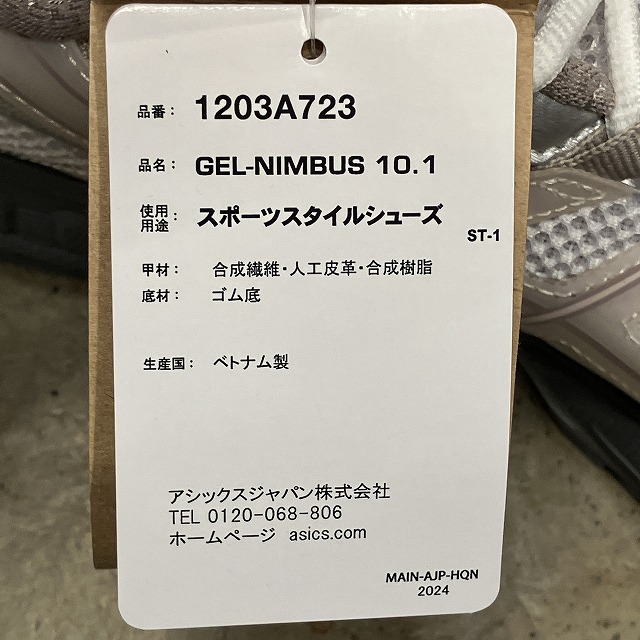 品番： 1203A723
品名： GEL-NIMBUS 10.1
使用用途： スポーツスタイルシューズ
ST-1
甲材： 合成繊維・人工皮革・合成樹脂
底材： ゴム底
生産国： ベトナム製
アシックスジャパン株式会社
TEL 0120-068-806
ホームページ asics.com
MAIN-AJP-HQN
2024